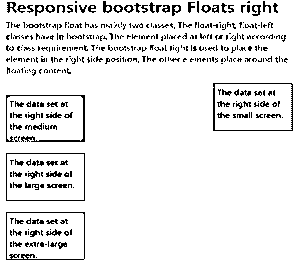 Responsive bootstrap Floats right
The bootstrap float has mainly two classes. The float-right, float-left
classes have in bootstrap. The element placed at left or right according
to class requirement. The bootstrap float right is used to place the
element in the right side position. The other elements place around the
floating content.
The data set at
the right side of
the small screen.
The data set at
the right side of
the medium
screen.
The data set at
the right side of
the large screen.
The data set at
the right side of
the extra-large
screen.